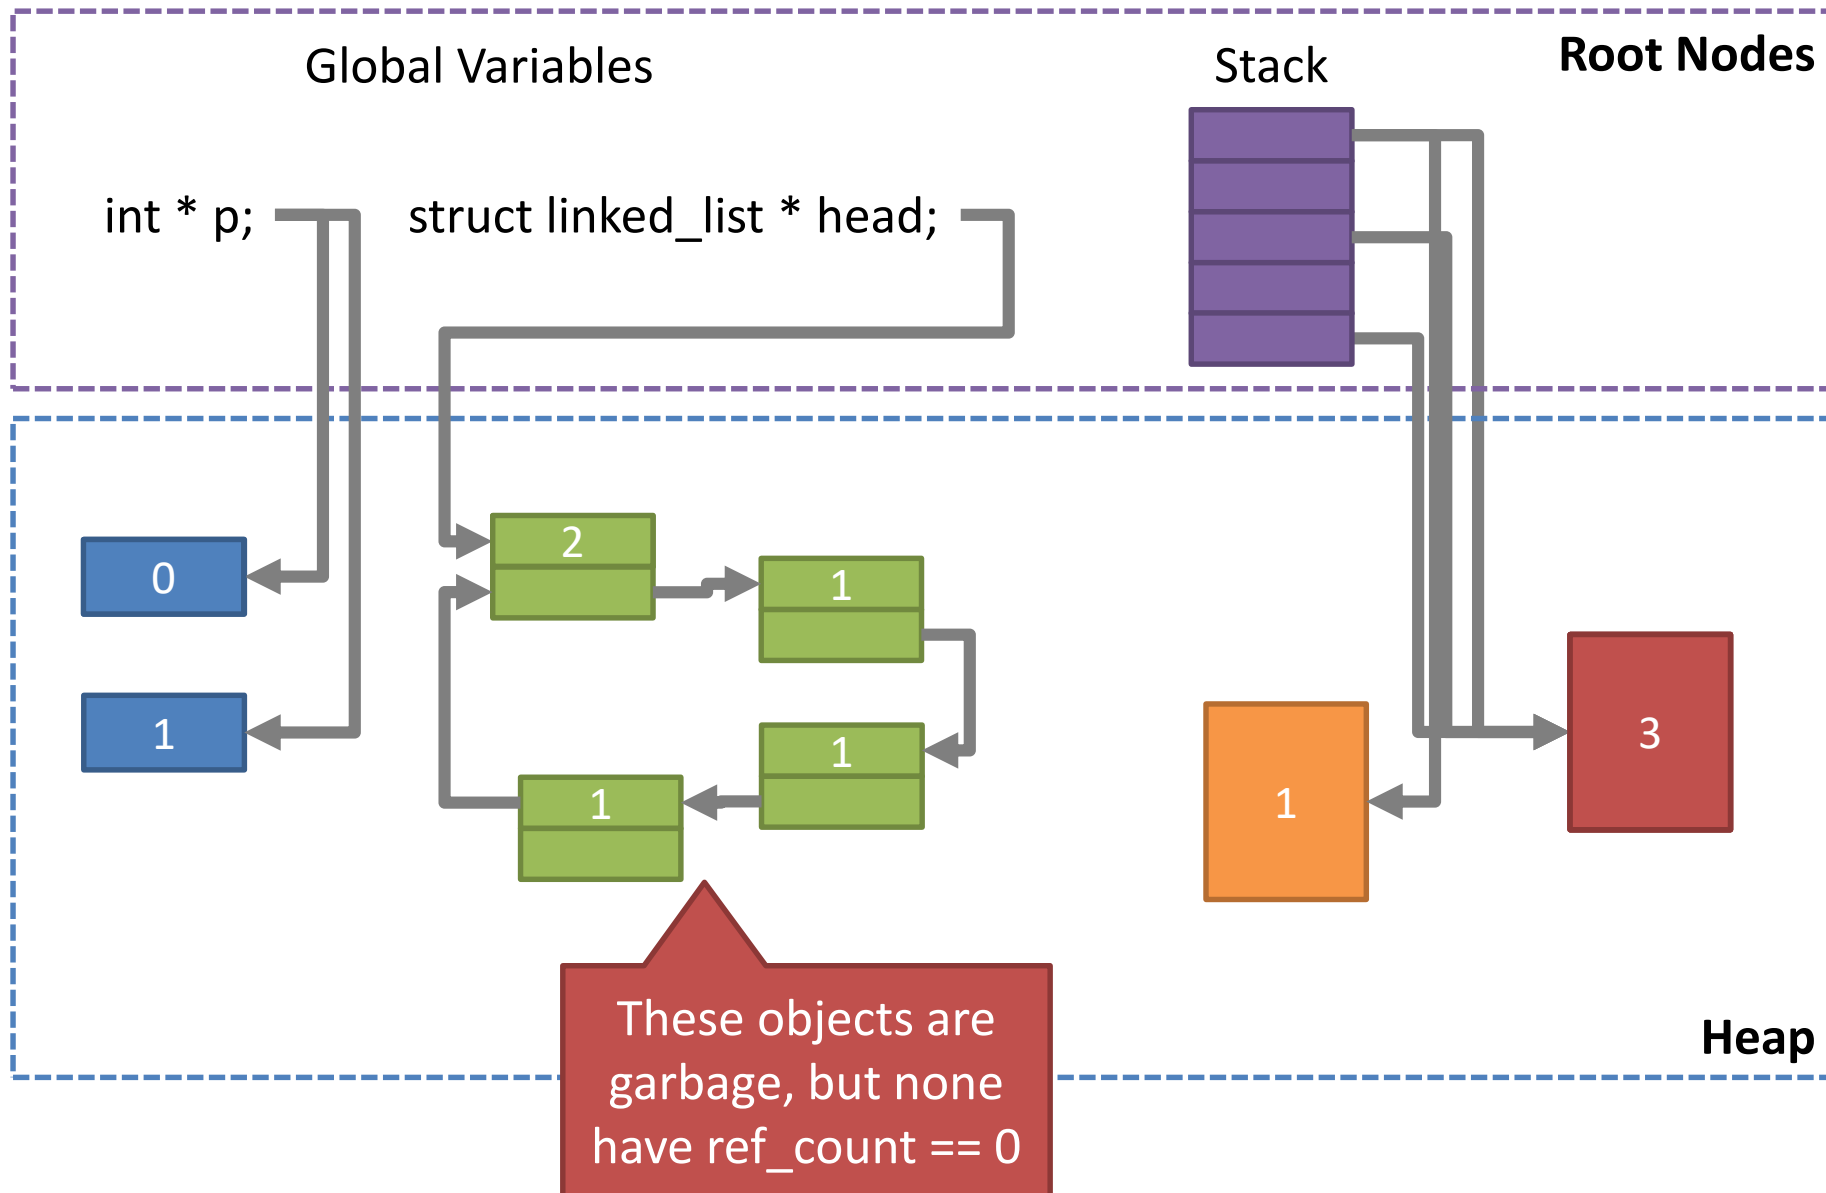 Global Variables
Stack
Root Nodes
int * p;
struct linked_list * head;
0
2
1
1
1
1
1
3
These objects are
garbage, but none
have ref_count == 0
Heap